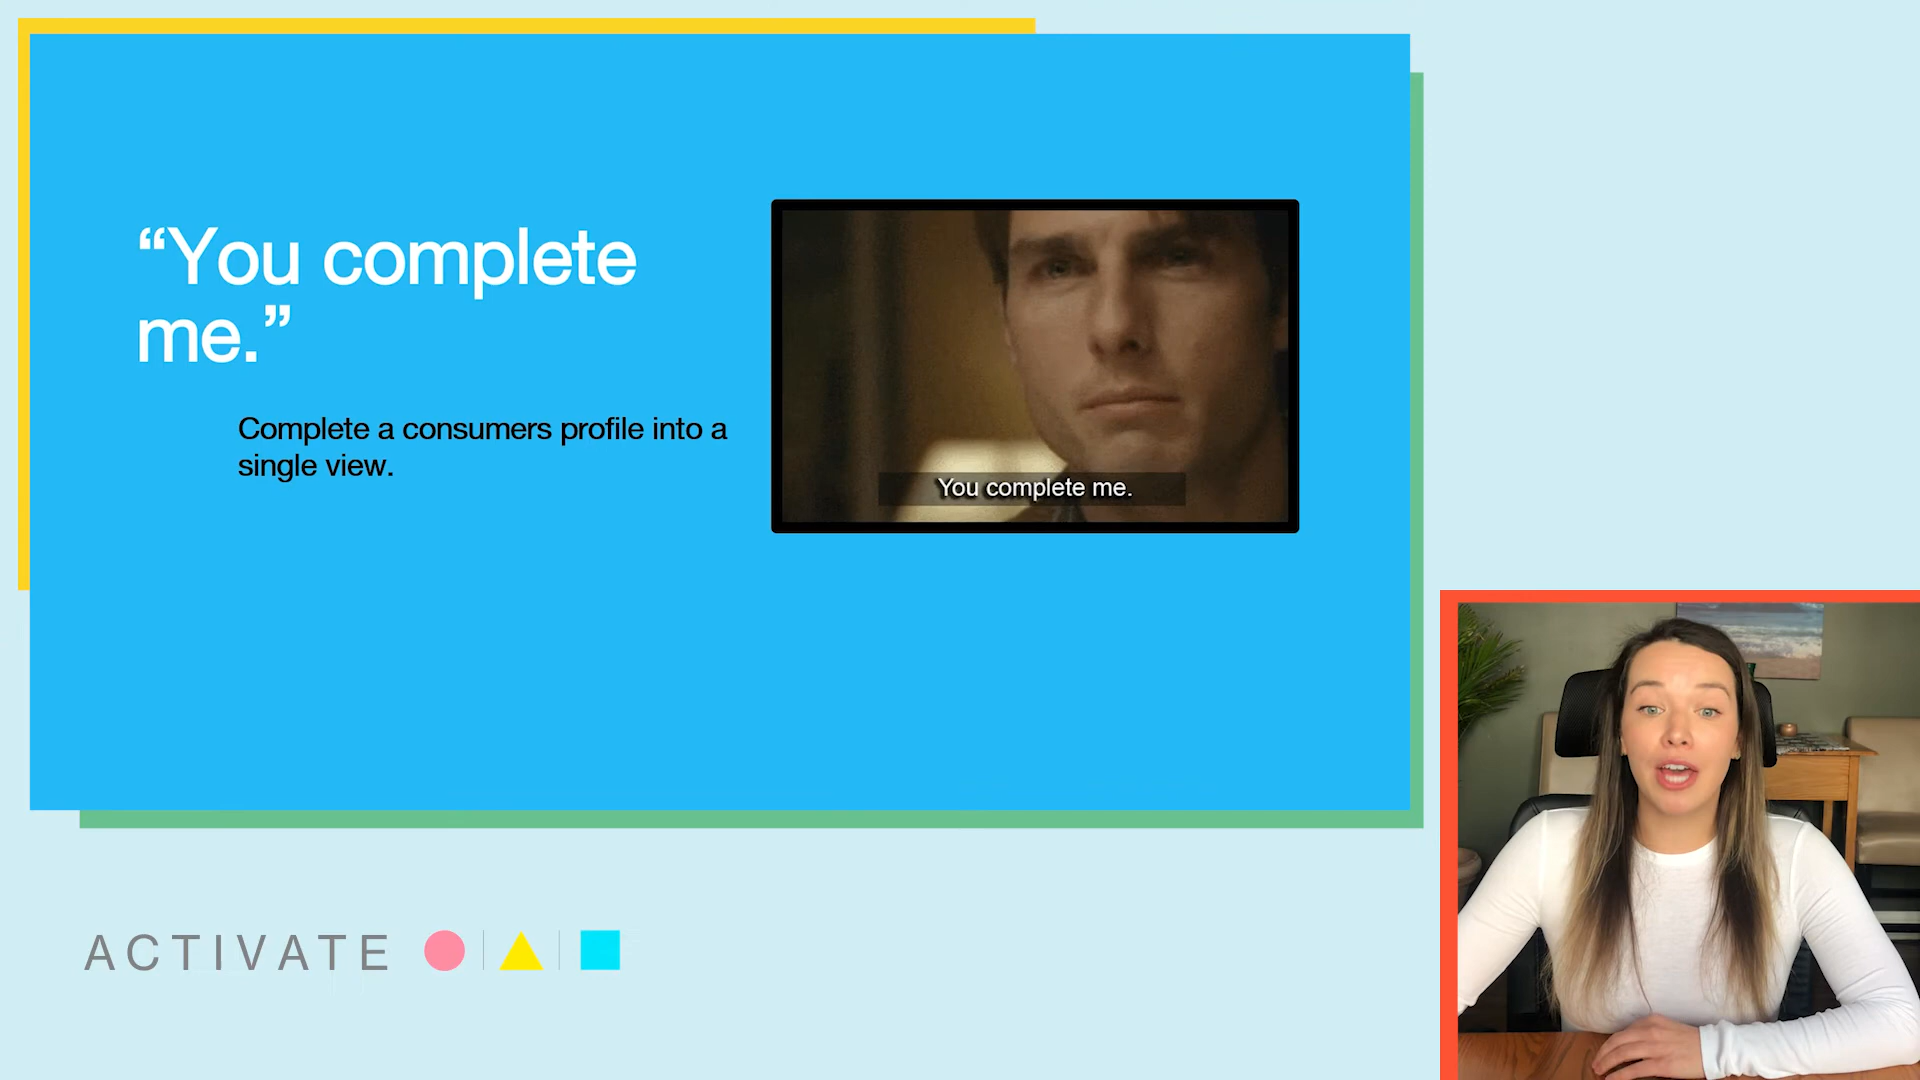 “You complete
me.”
Complete a consumers profile into a
single view.
You complete me.
ACTIVATE